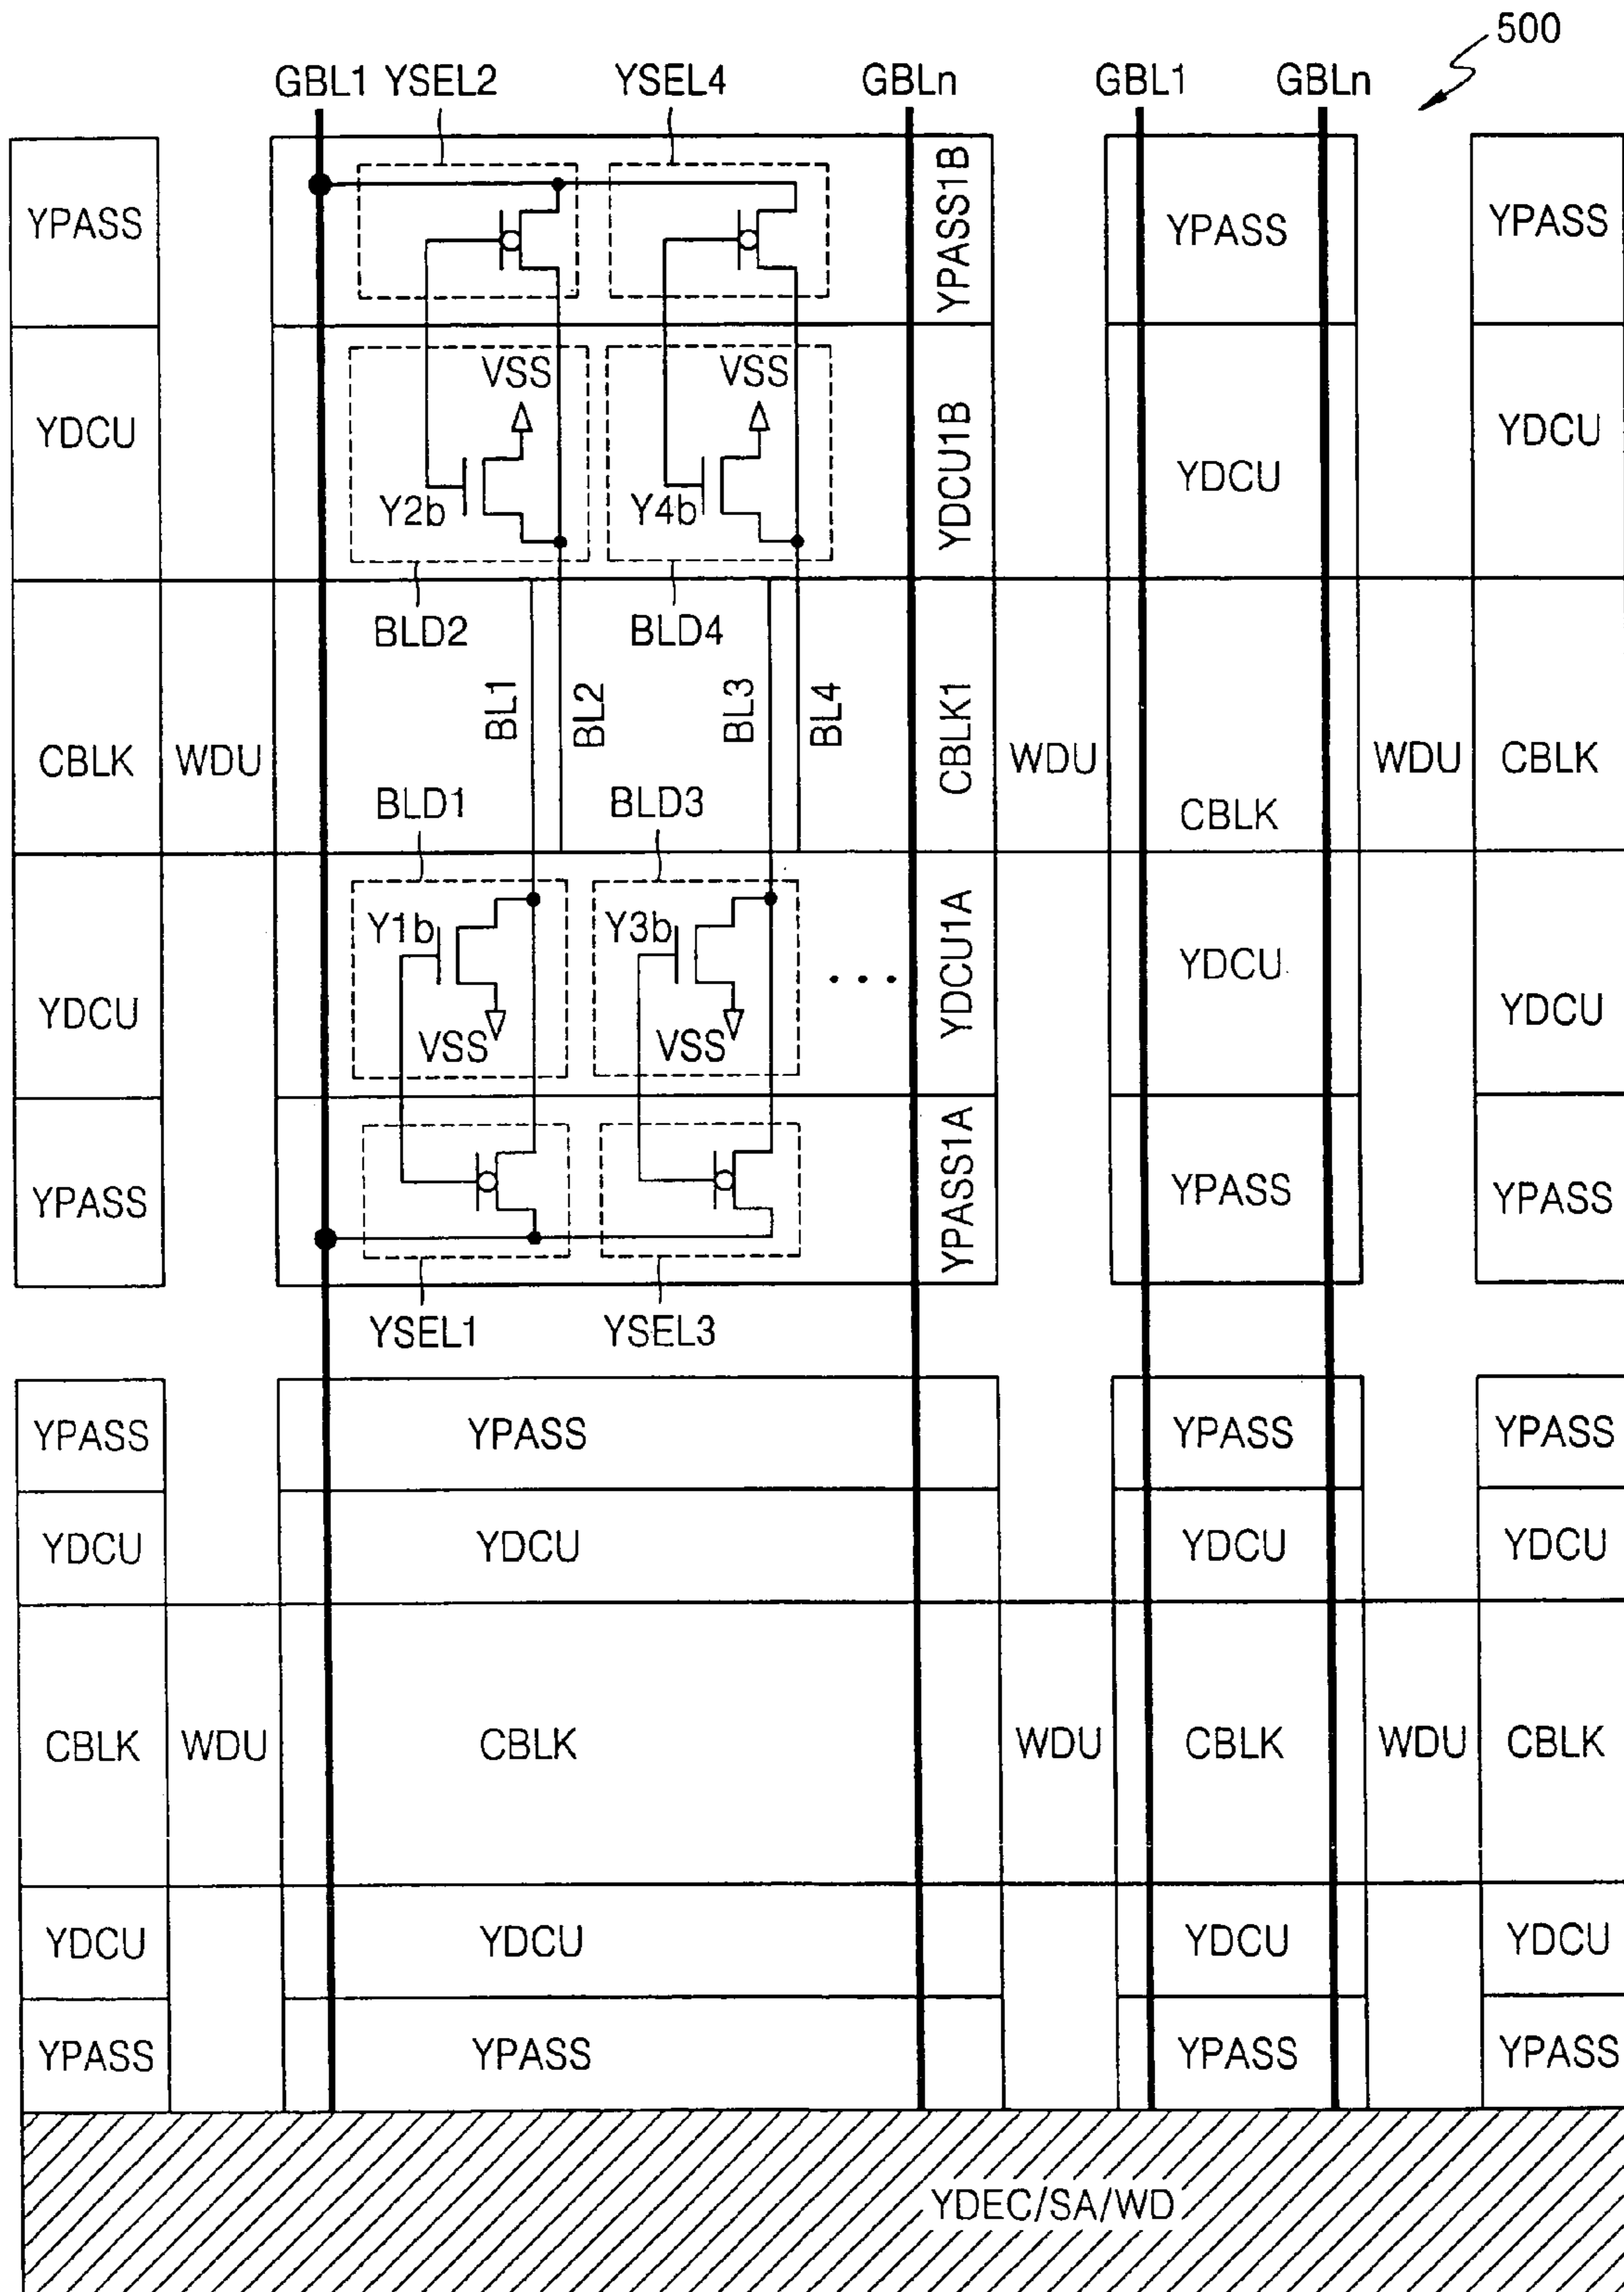 500
GBL1 YSEL2 YSEL4 GBLn GBL1 GBLn
YPASS YPASS1B YPASS YPASS
VSS VSS
YDCU YDCU1B YDCU YDCU
Y2b Y4b
BLD2 BLD4
BL1 BL2 BL3 BL4
CBLK WDU CBLK1 WDU CBLK WDU CBLK
BLD1 BLD3
Y1b Y3b
YDCU ... YDCU1A YDCU YDCU
VSS VSS
YPASS YPASS1A YPASS YPASS
YSEL1 YSEL3
YPASS YPASS YPASS YPASS
YDCU YDCU YDCU YDCU
CBLK WDU CBLK WDU CBLK WDU CBLK
YDCU YDCU YDCU YDCU
YPASS YPASS YPASS YPASS
YDEC/SA/WD